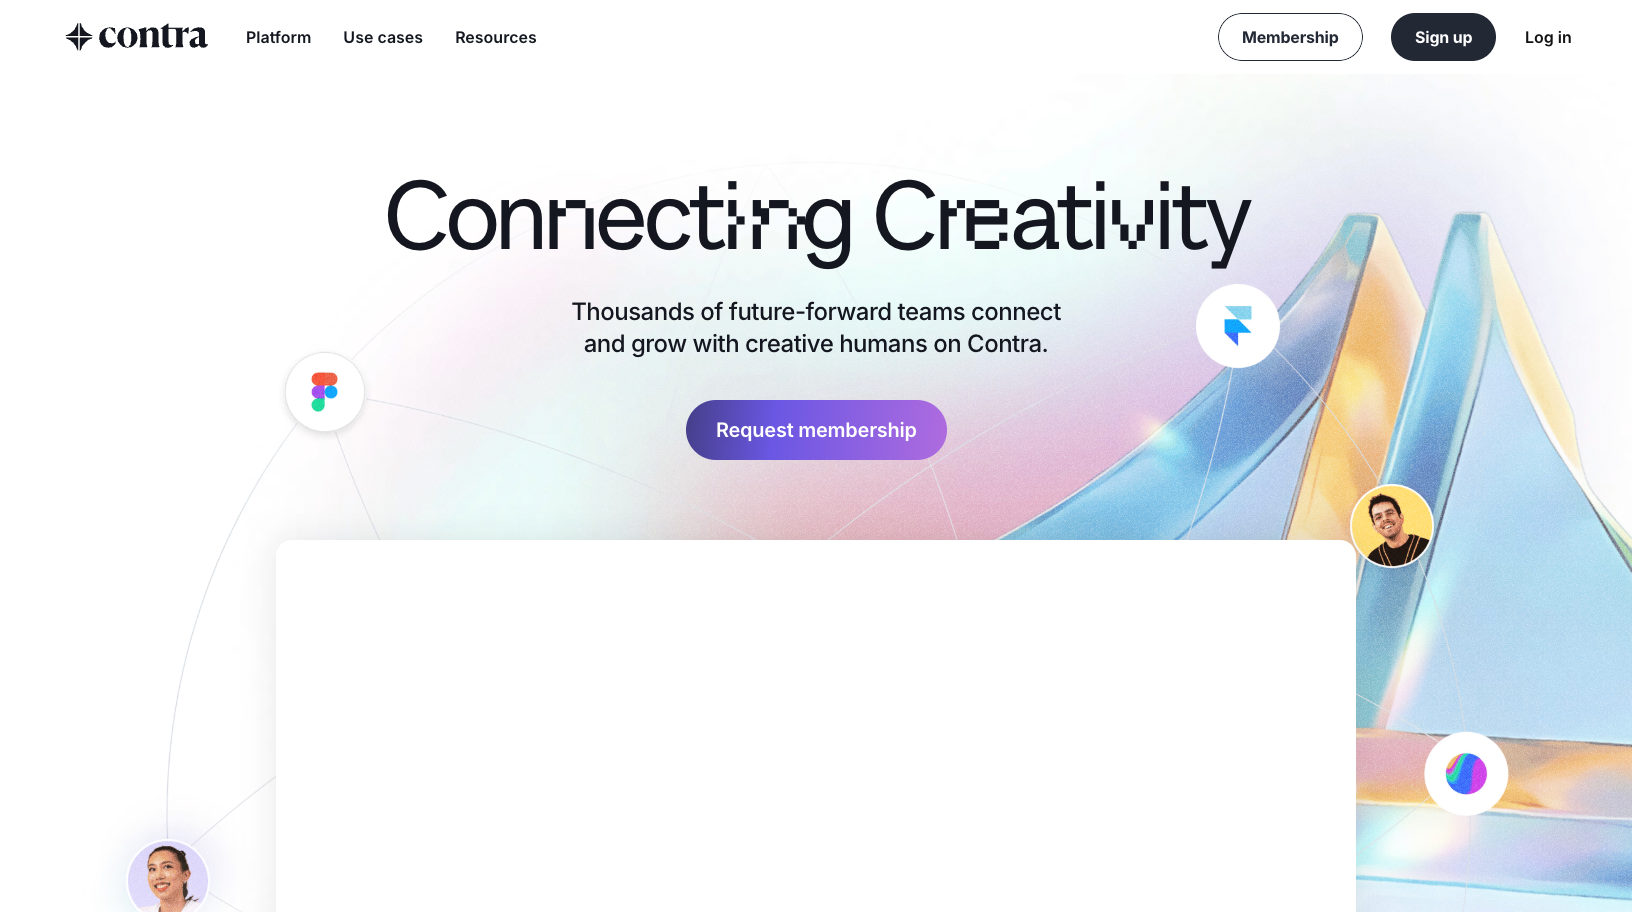 contra
Platform
Use cases
Resources
Membership
Sign up
Log in
Connecting Creativity
Thousands of future-forward teams connect
and grow with creative humans on Contra.
Request membership